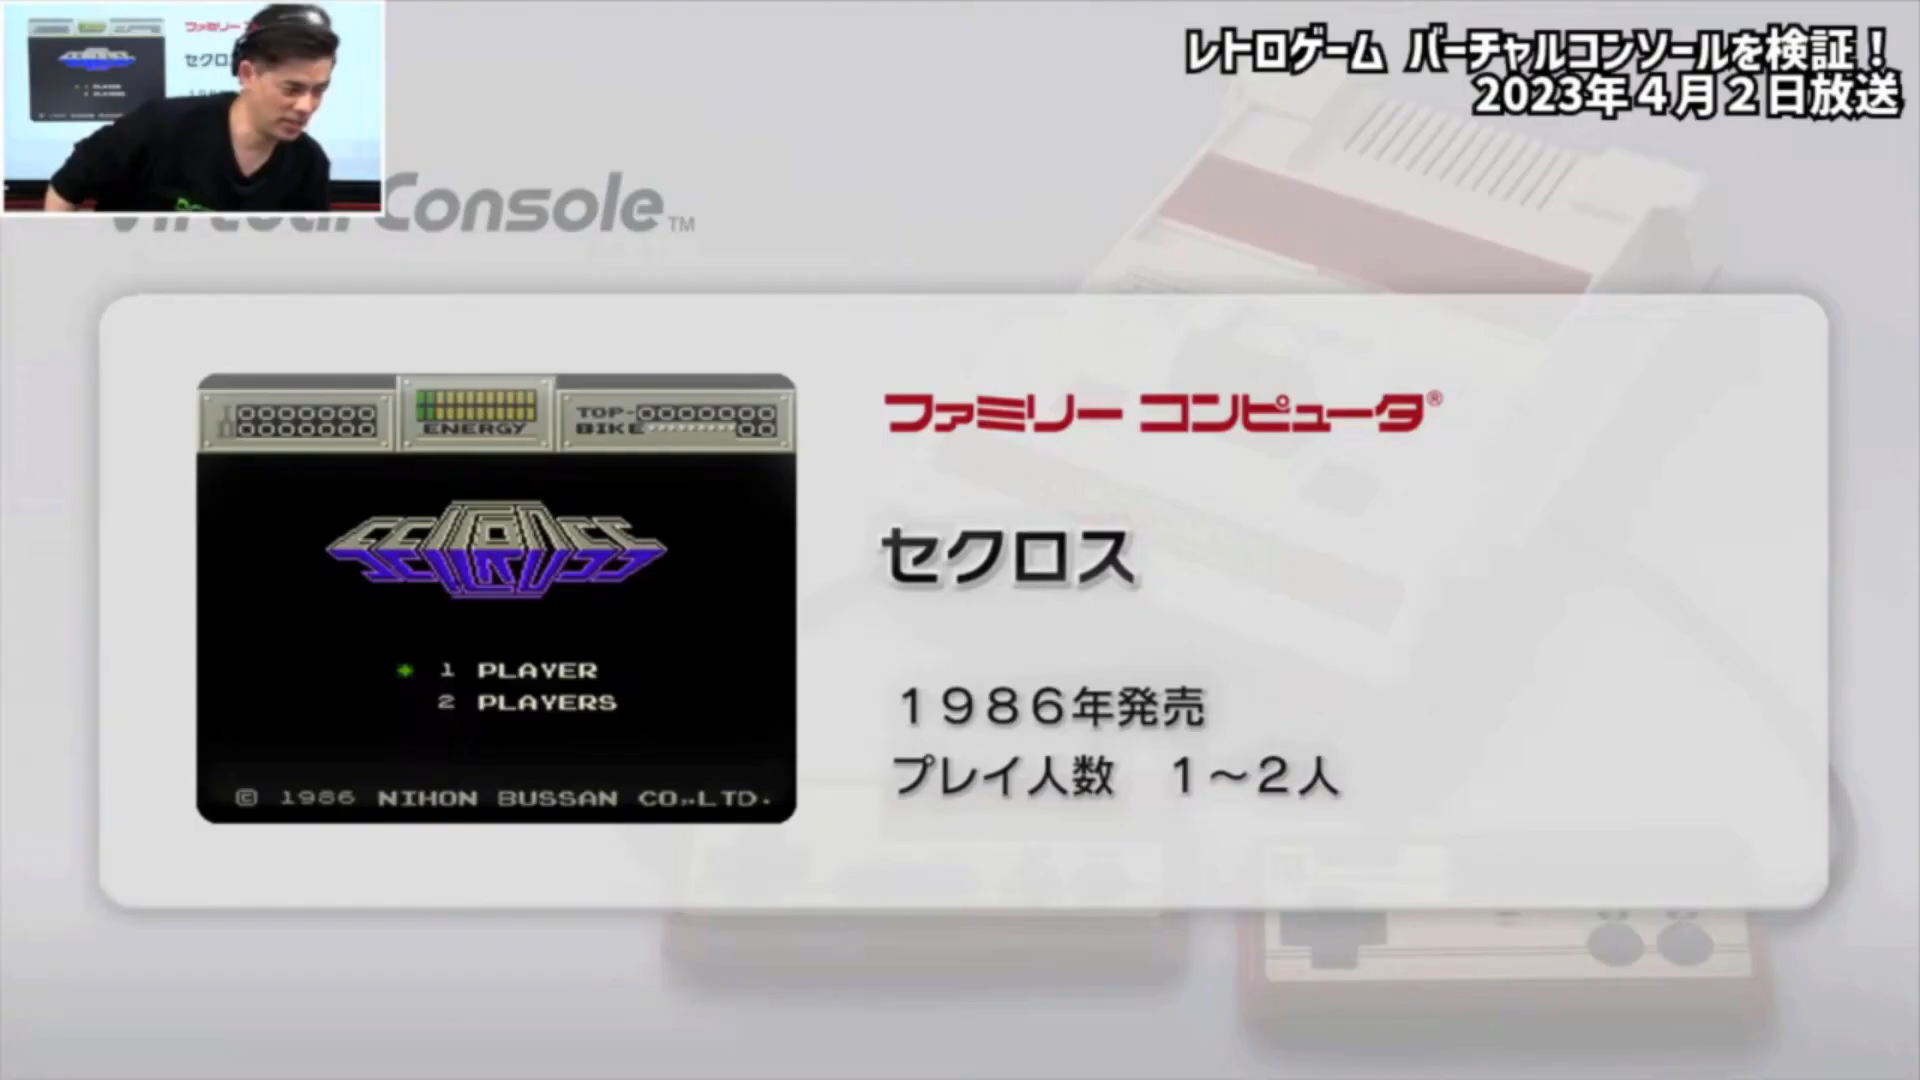 レトロゲーム バーチャルコンソールを検証！
2023年４月２日放送
Console TM
TOP-
BIKE
ENERGY
1 PLAYER
2 PLAYERS
© 1986 NIHON BUSSAN CO.,LTD.
ファミリー コンピュータ®
セクロス
１９８６年発売
プレイ人数　１～２人